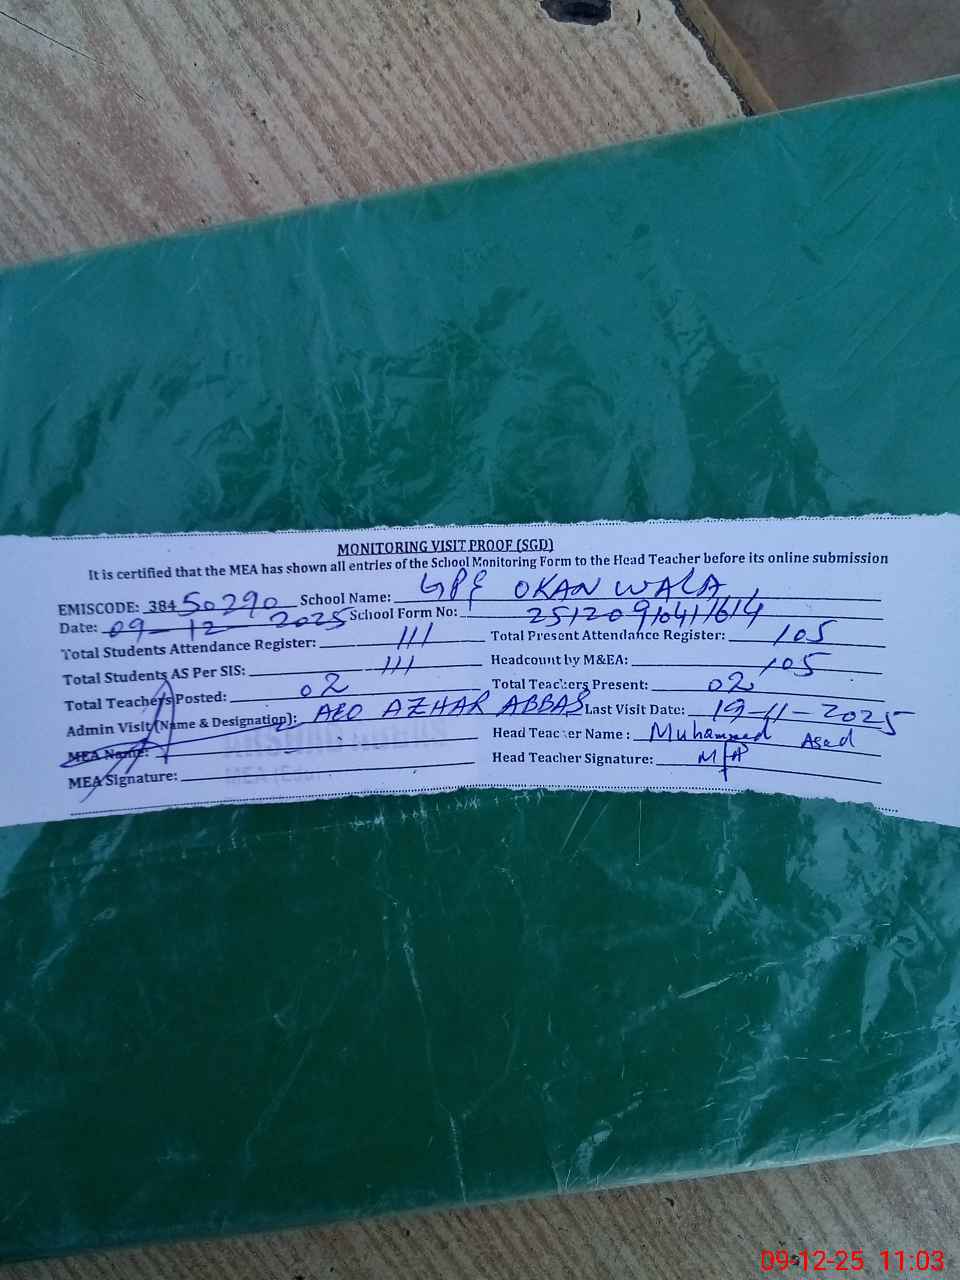 MONITORING VISIT PROOF (SGD)
It is certified that the MEA has shown all entries of the School Monitoring Form to the Head Teacher before its online submission
EMISCODE: 38450290 School Name: GPS OKAN WALA
Date: 09-12-2025 School Form No: 2512091041
Total Students Attendance Register: 111 Total Present Attendance Register: 105
Total Students AS Per SIS: 111 Headcount by M&EA: 105
Total Teachers Posted: 02 Total Teachers Present: 02
Admin Visit (Name & Designation): AEO AZHAR ABBAS Last Visit Date: 19-11-2025
MEA Name: Head Teacher Name: Muhammed Asad
MEA Signature: Head Teacher Signature:
09-12-25 11:03